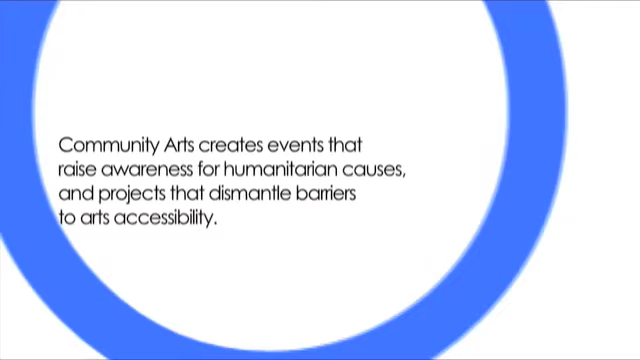 Community Arts creates events that
raise awareness for humanitarian causes,
and projects that dismantle barriers
to arts accessibility.